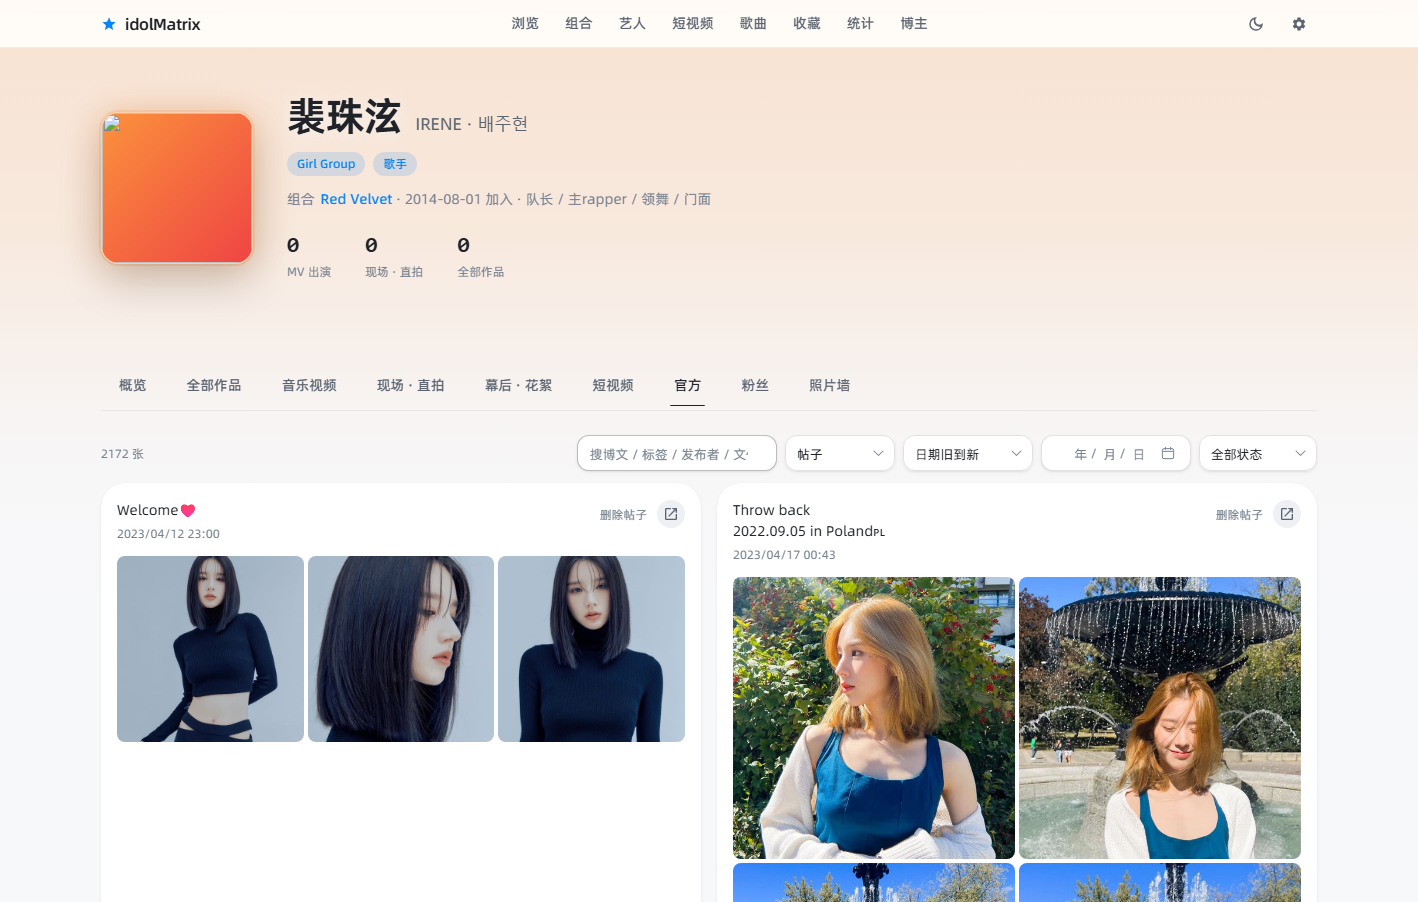 idolMatrix
浏览 组合 艺人 短视频 歌曲 收藏 统计 博主
裴珠泫 IRENE · 배주현
Girl Group 歌手
组合 Red Velvet · 2014-08-01 加入 · 队长 / 主rapper / 领舞 / 门面
0 0 0
MV 出演 现场 · 直拍 全部作品
概览 全部作品 音乐视频 现场 · 直拍 幕后 · 花絮 短视频 官方 粉丝 照片墙
2172 张 搜博文 / 标签 / 发布者 / 文 帖子 日期旧到新 年 / 月 / 日 全部状态
Welcome 删除帖子
2023/04/12 23:00
Throw back 删除帖子
2022.09.05 in PolandPL
2023/04/17 00:43